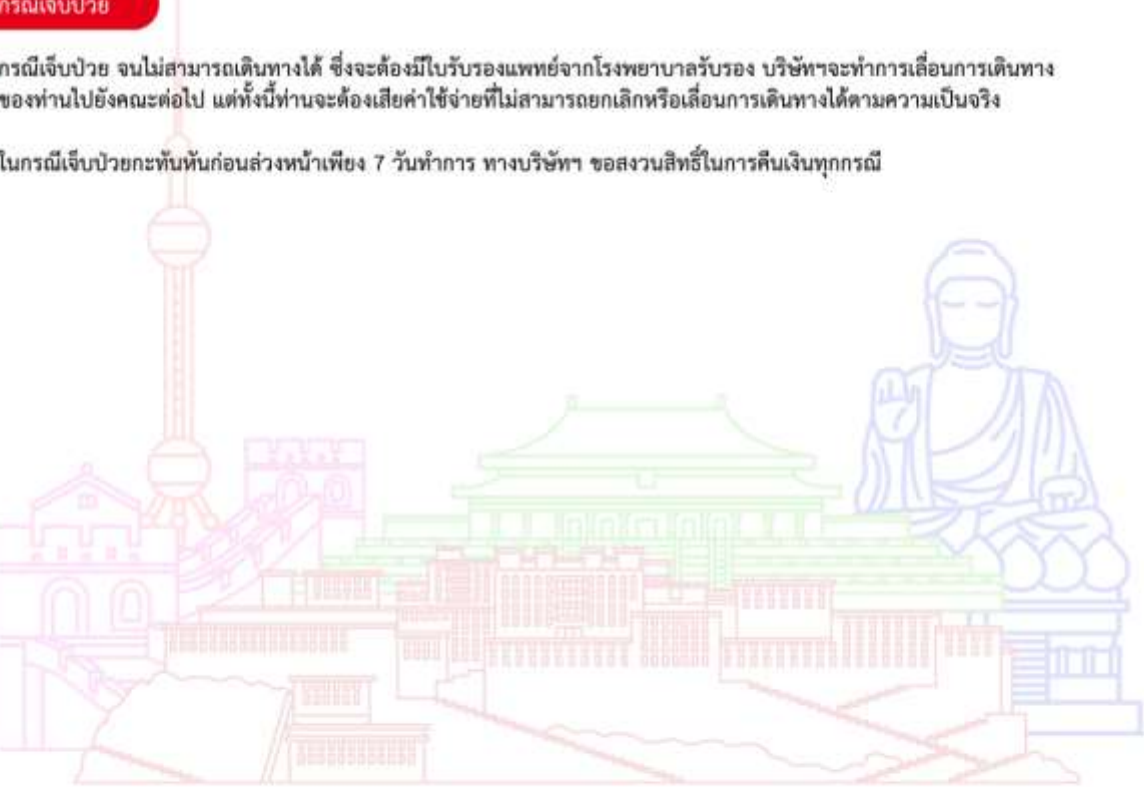 กรณีเจ็บป่วย
กรณีเจ็บป่วย จนไม่สามารถเดินทางได้ ซึ่งจะต้องมีใบรับรองแพทย์จากโรงพยาบาลรับรอง บริษัทฯจะทำการเลื่อนการเดินทาง
ของท่านไปยังคณะต่อไป แต่ทั้งนี้ท่านจะต้องเสียค่าใช้จ่ายที่ไม่สามารถยกเลิกหรือเลื่อนการเดินทางได้ตามความเป็นจริง
ในกรณีเจ็บป่วยกะทันหันก่อนล่วงหน้าเพียง 7 วันทำการ ทางบริษัทฯ ขอสงวนสิทธิ์ในการคืนเงินทุกกรณี